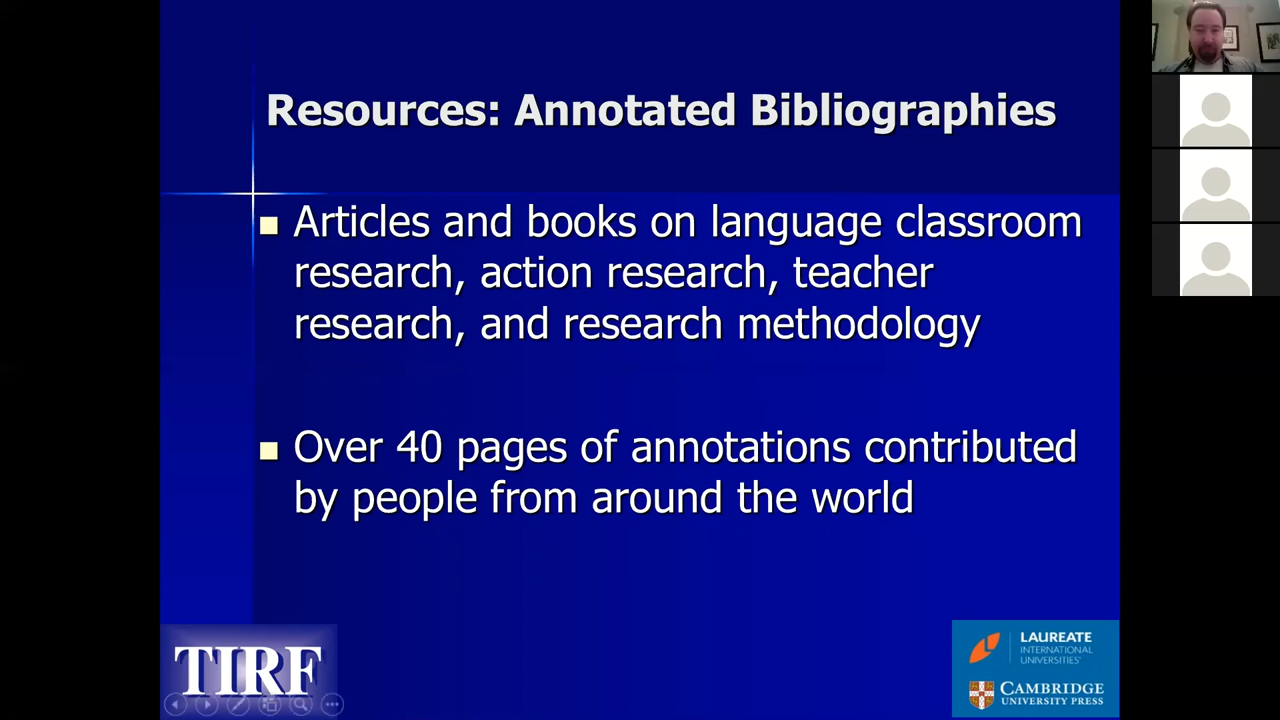 Resources: Annotated Bibliographies
Articles and books on language classroom
research, action research, teacher
research, and research methodology
Over 40 pages of annotations contributed
by people from around the world
TIRF
LAUREATE
INTERNATIONAL
UNIVERSITIES
CAMBRIDGE
UNIVERSITY PRESS